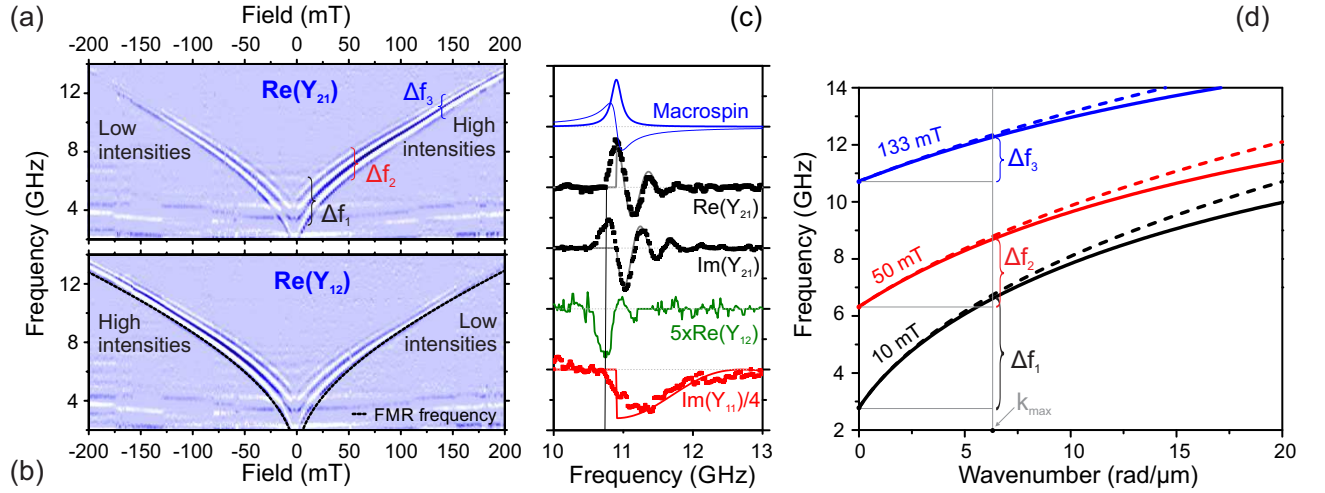 (a)
Field (mT)
-200 -150 -100 -50 0 50 100 150 200
12
8
4
Frequency (GHz)
Re(Y21)
Low
intensities
High
intensities
Δf3
Δf2
Δf1
12
8
4
Re(Y12)
High
intensities
Low
intensities
FMR frequency
-200 -150 -100 -50 0 50 100 150 200
Field (mT)
(b)
(c)
Macrospin
Re(Y21)
Im(Y21)
5xRe(Y12)
Im(Y11)/4
10 11 12 13
Frequency (GHz)
(d)
14
12
10
8
6
4
2
Frequency (GHz)
133 mT
50 mT
10 mT
Δf3
Δf2
Δf1
kmax
0 5 10 15 20
Wavenumber (rad/µm)